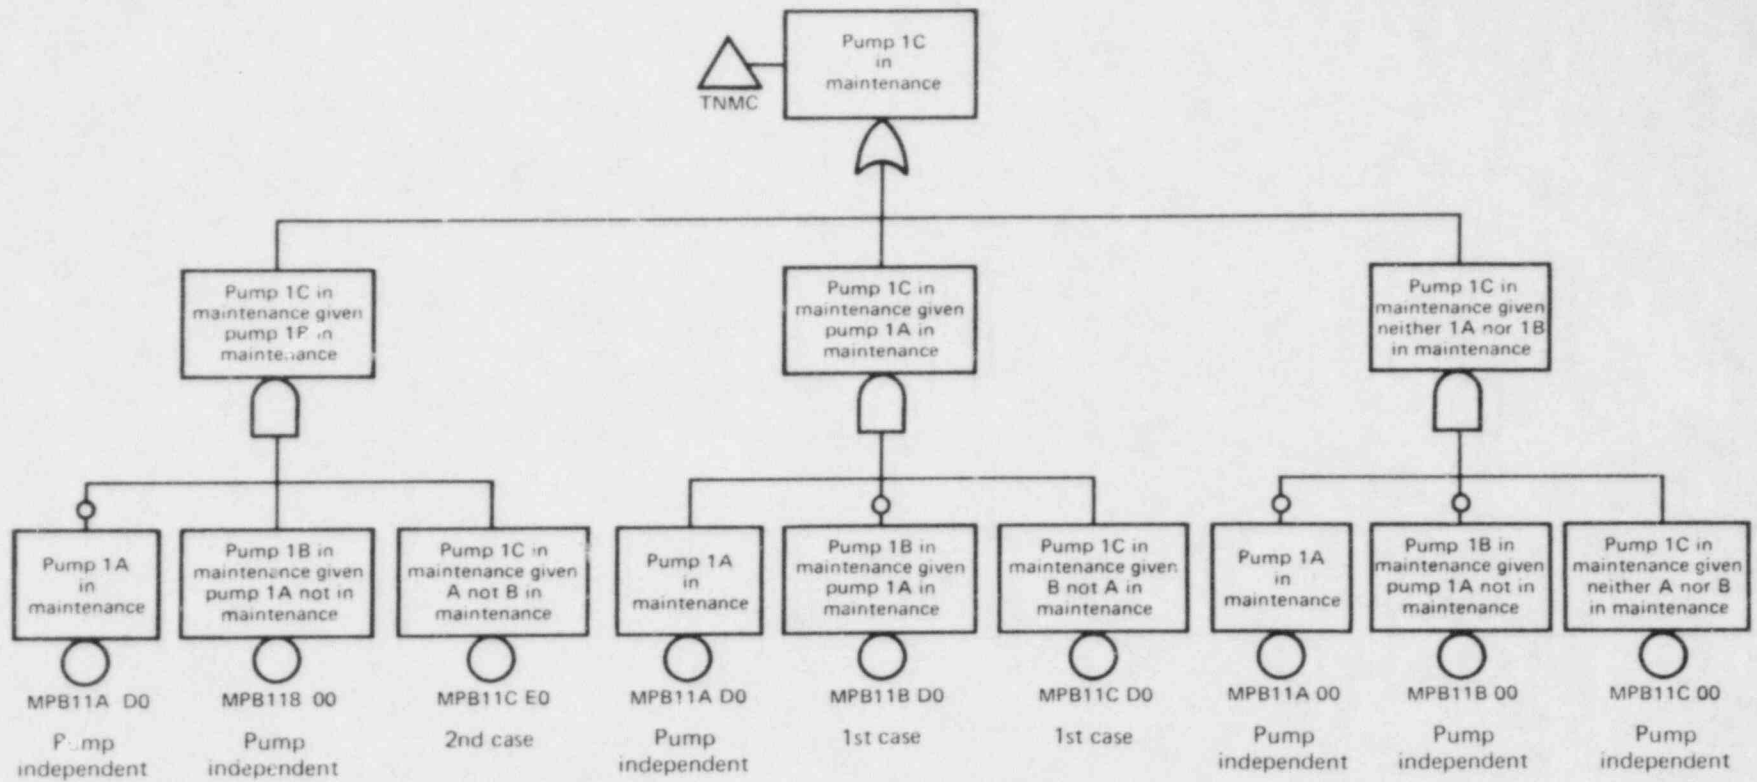 Pump 1C
in
maintenance
TNMC
Pump 1C in
maintenance given
pump in
maintenance
Pump 1C in
maintenance given
pump 1A in
maintenance
Pump 1C in
maintenance given
neither 1A nor 1B
in maintenance
Pump 1A
in
maintenance
Pump 1B in
maintenance given
pump 1A not in
maintenance
Pump 1C in
maintenance given
A not B in
maintenance
Pump 1A
in
maintenance
Pump 1B in
maintenance given
pump 1A in
maintenance
Pump 1C in
maintenance given
B not A in
maintenance
Pump 1A
in
maintenance
Pump 1B in
maintenance given
pump 1A not in
maintenance
Pump 1C in
maintenance given
neither A nor B
in maintenance
MPB11A D0
MPB118 00
MPB11C E0
MPB11A D0
MPB11B D0
MPB11C D0
MPB11A 00
MPB11B 00
MPB11C 00
Pump
independent
Pump
independent
2nd case
Pump
independent
1st case
1st case
Pump
independent
Pump
independent
Pump
independent